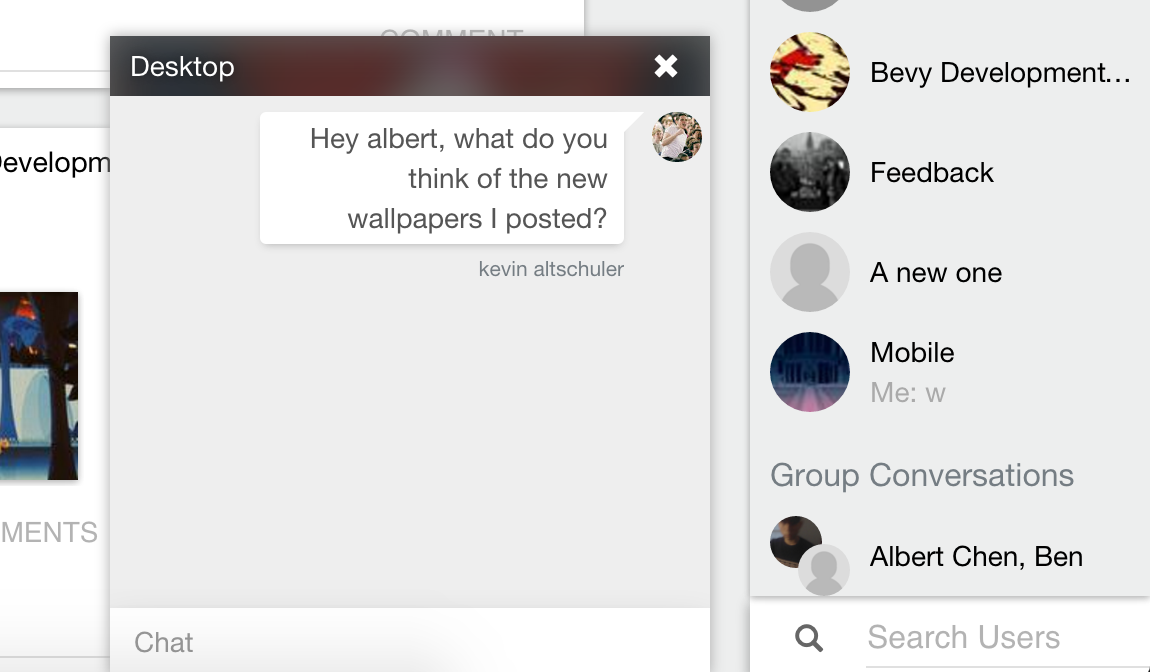 COMMENT
Desktop
Hey albert, what do you
think of the new
wallpapers I posted?
kevin altschuler
Chat
evelopm
MENTS
Bevy Development…
Feedback
A new one
Mobile
Me: w
Group Conversations
Albert Chen, Ben
Search Users